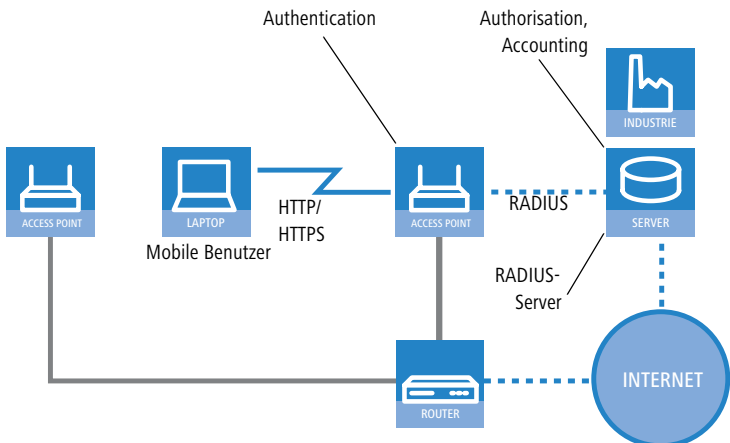 Authentication
Authorisation,
Accounting
INDUSTRIE
ACCESS POINT
LAPTOP
Mobile Benutzer
HTTP/
HTTPS
ACCESS POINT
RADIUS
SERVER
RADIUS-
Server
ROUTER
INTERNET